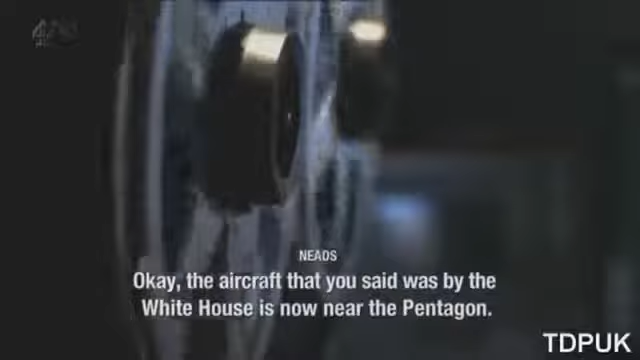 4
NEADS
Okay, the aircraft that you said was by the
White House is now near the Pentagon.
TDPUK